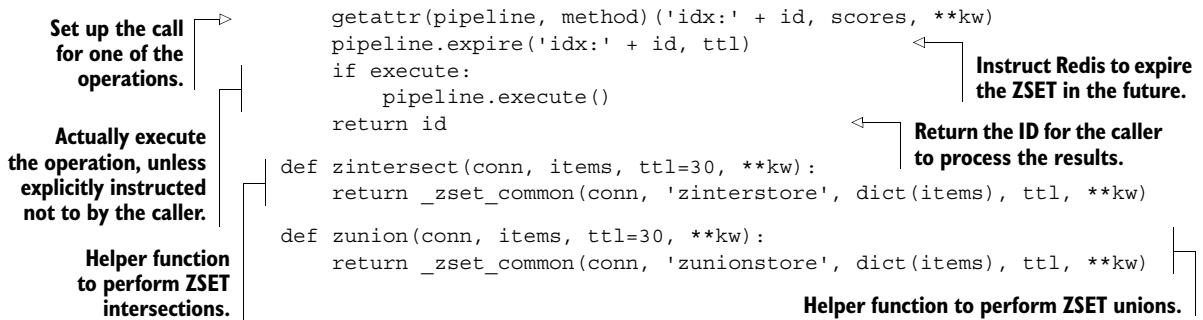 Set up the call
for one of the
operations.
getattr(pipeline, method)('idx:' + id, scores, **kw)
pipeline.expire('idx:' + id, ttl)
if execute:
pipeline.execute()
return id
Instruct Redis to expire
the ZSET in the future.
Actually execute
the operation, unless
explicitly instructed
not to by the caller.
Return the ID for the caller
to process the results.
def zintersect(conn, items, ttl=30, **kw):
return _zset_common(conn, 'zinterstore', dict(items), ttl, **kw)
def zunion(conn, items, ttl=30, **kw):
return _zset_common(conn, 'zunionstore', dict(items), ttl, **kw)
Helper function
to perform ZSET
intersections.
Helper function to perform ZSET unions.